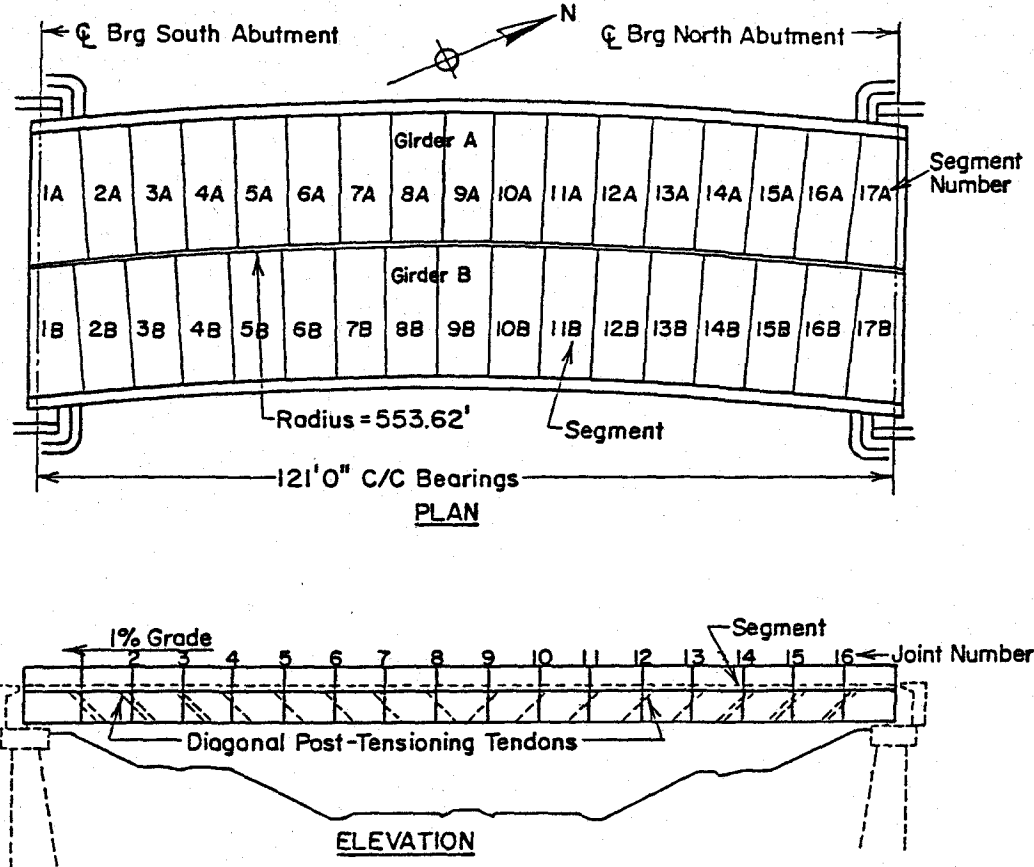 N
℄ Brg South Abutment
℄ Brg North Abutment
Girder A
Segment
Number
1A 2A 3A 4A 5A 6A 7A 8A 9A 10A 11A 12A 13A 14A 15A 16A 17A
Girder B
1B 2B 3B 4B 5B 6B 7B 8B 9B 10B 11B 12B 13B 14B 15B 16B 17B
Radius = 553.62'
Segment
121'0" C/C Bearings
PLAN
1% Grade
Segment
1 2 3 4 5 6 7 8 9 10 11 12 13 14 15 16 Joint Number
Diagonal Post-Tensioning Tendons
ELEVATION